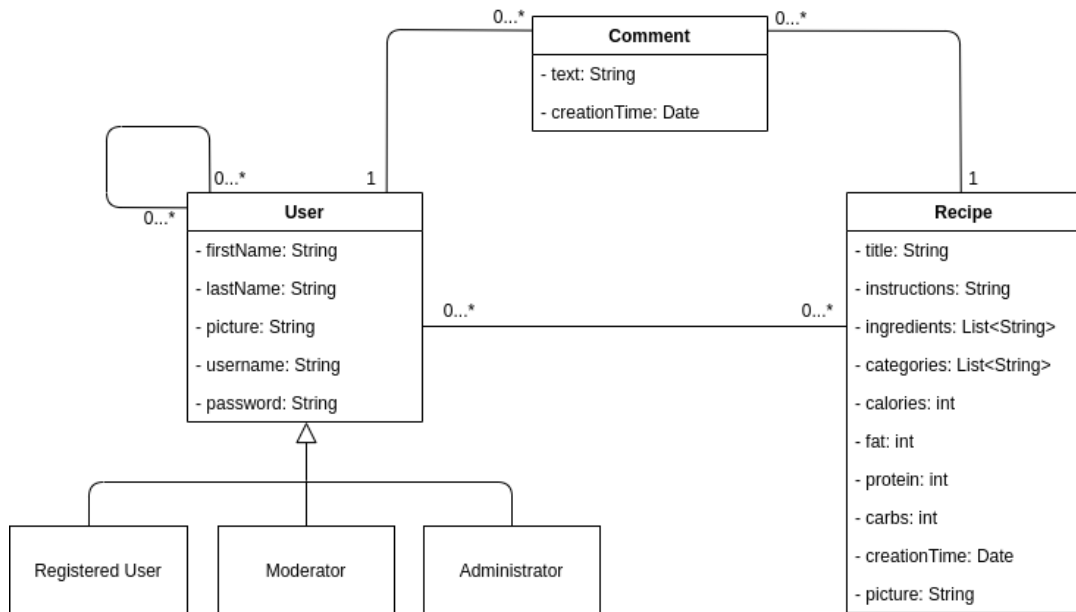 0...*
0...*
Comment
- text: String
- creationTime: Date
0...*
0...*
1
1
User
- firstName: String
- lastName: String
- picture: String
- username: String
- password: String
0...*
0...*
Recipe
- title: String
- instructions: String
- ingredients: List<String>
- categories: List<String>
- calories: int
- fat: int
- protein: int
- carbs: int
- creationTime: Date
- picture: String
Registered User
Moderator
Administrator